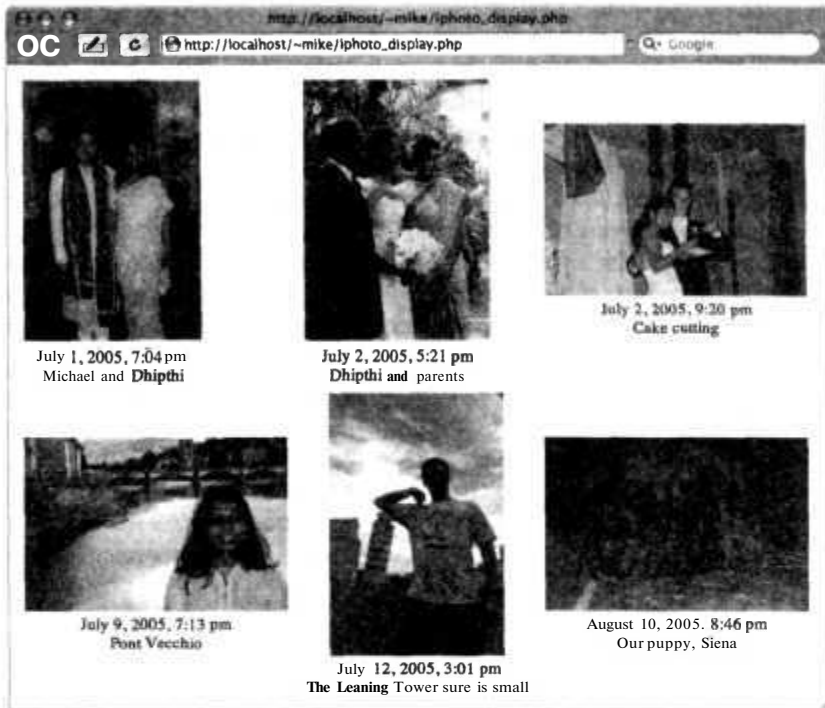 http://localhost/~mike/iphoto_display.php
OC
http://localhost/~mike/iphoto_display.php
Google
July 1, 2005, 7:04 pm
Michael and Dhipthi
July 2, 2005, 5:21 pm
Dhipthi and parents
July 2, 2005, 9:20 pm
Cake cutting
July 9, 2005, 7:13 pm
Pont Vecchio
July 12, 2005, 3:01 pm
The Leaning Tower sure is small
August 10, 2005. 8:46 pm
Our puppy, Siena